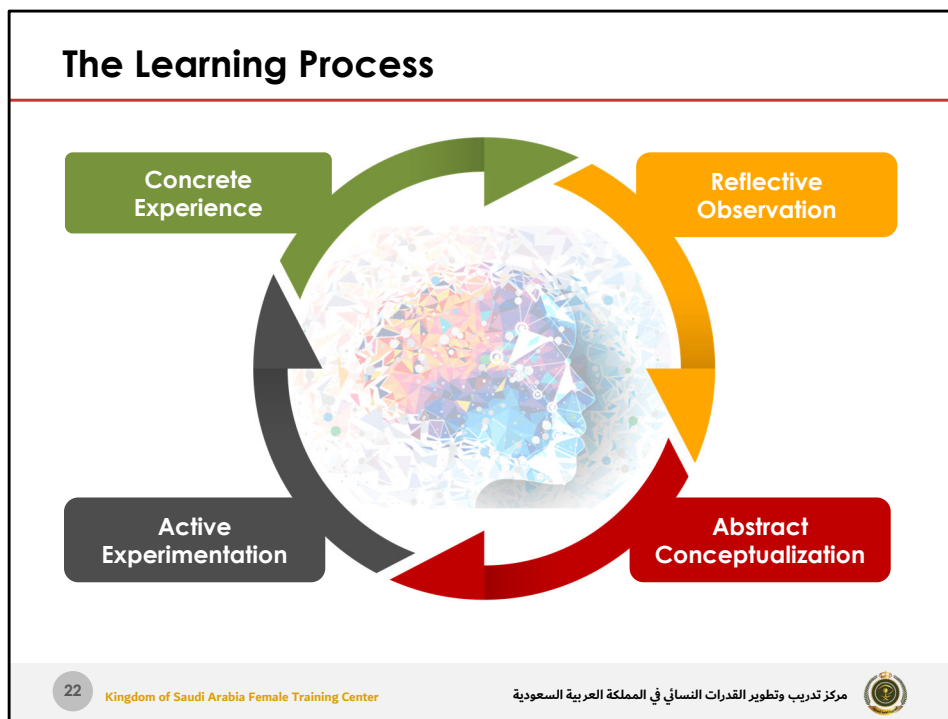 The Learning Process
Concrete
Experience
Reflective
Observation
Active
Experimentation
Abstract
Conceptualization
22
Kingdom of Saudi Arabia Female Training Center
مركز تدريب وتطوير القدرات النسائي في المملكة العربية السعودية